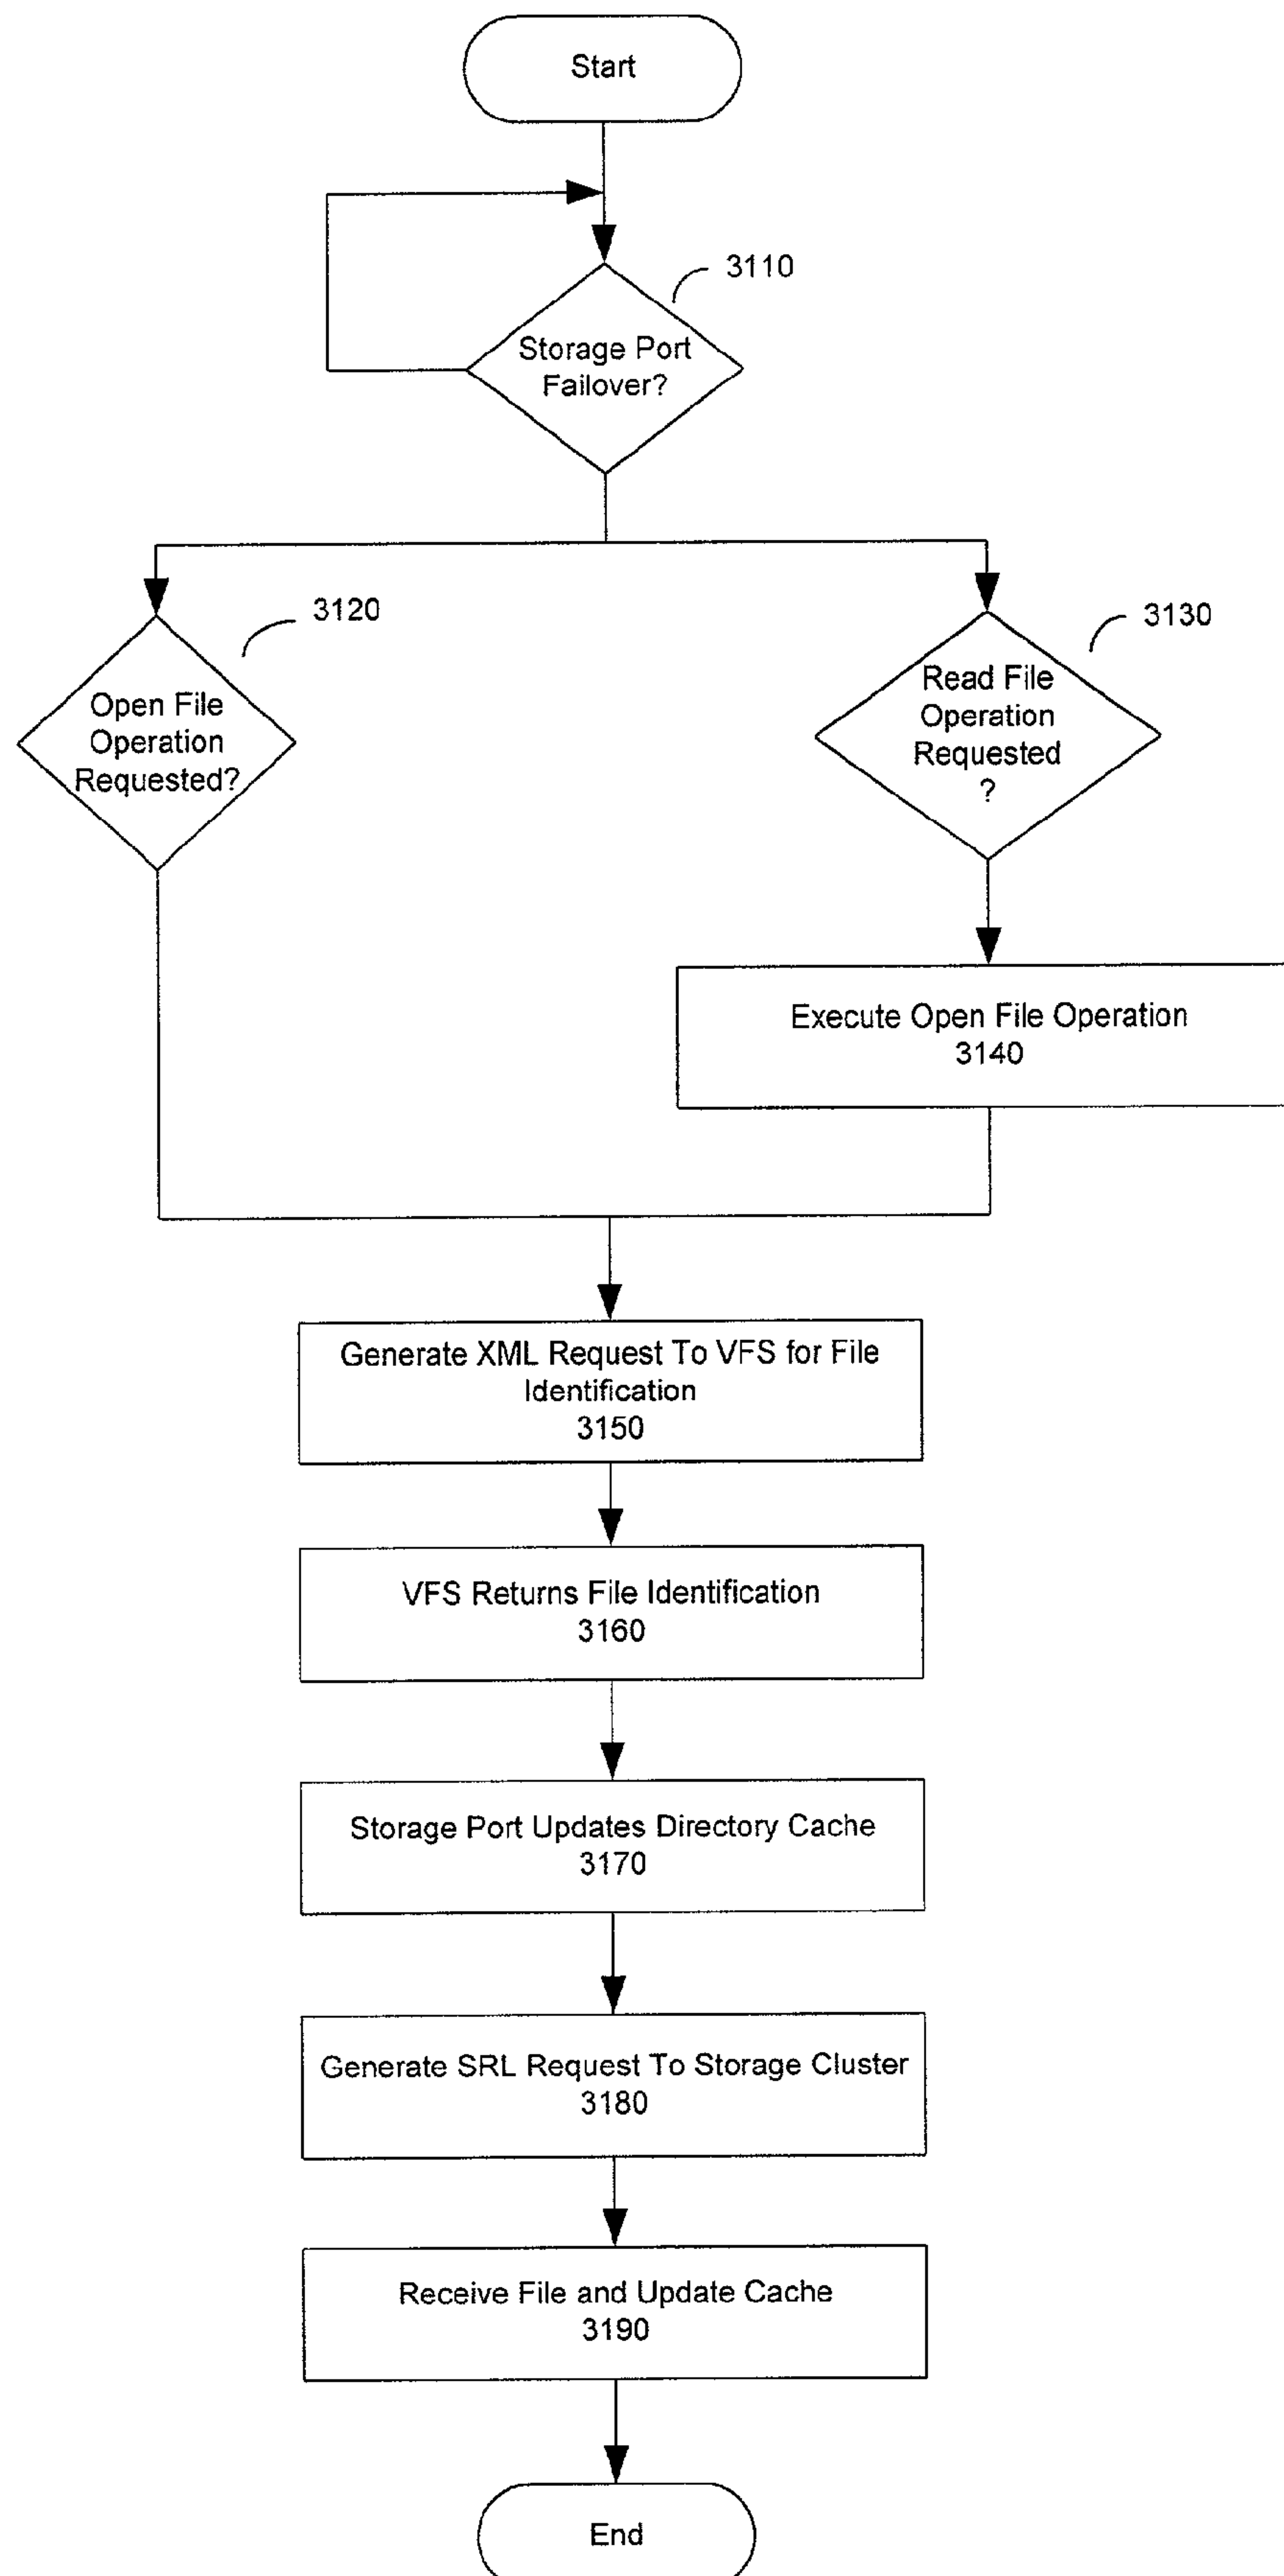 Start
3110
Storage Port
Failover?
3120
3130
Open File
Operation
Requested?
Read File
Operation
Requested
?
Execute Open File Operation
3140
Generate XML Request To VFS for File
Identification
3150
VFS Returns File Identification
3160
Storage Port Updates Directory Cache
3170
Generate SRL Request To Storage Cluster
3180
Receive File and Update Cache
3190
End